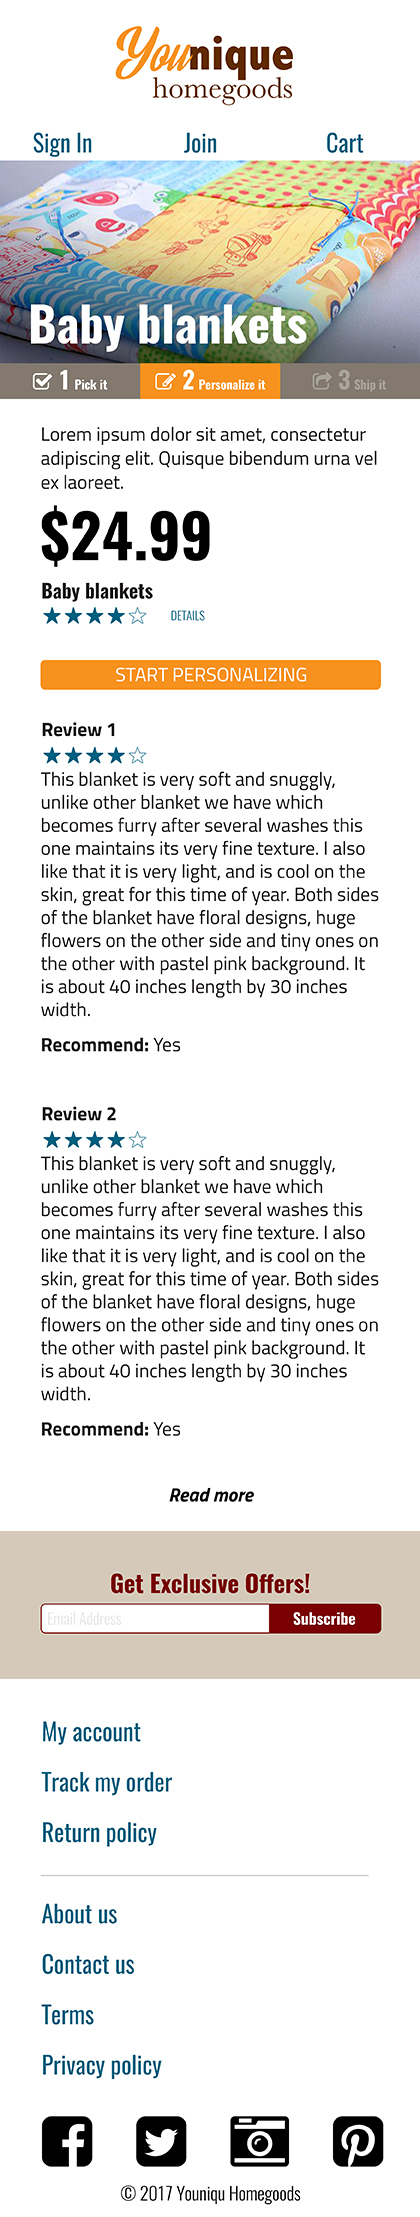 Younique
homegoods
Sign In Join Cart
Baby blankets
1 Pick it 2 Personalize it 3 Ship it
Lorem ipsum dolor sit amet, consectetur
adipiscing elit. Quisque bibendum urna vel
ex laoreet.
$24.99
Baby blankets
DETAILS
START PERSONALIZING
Review 1
This blanket is very soft and snuggly,
unlike other blanket we have which
becomes furry after several washes this
one maintains its very fine texture. I also
like that it is very light, and is cool on the
skin, great for this time of year. Both sides
of the blanket have floral designs, huge
flowers on the other side and tiny ones on
the other with pastel pink background. It
is about 40 inches length by 30 inches
width.
Recommend: Yes
Review 2
This blanket is very soft and snuggly,
unlike other blanket we have which
becomes furry after several washes this
one maintains its very fine texture. I also
like that it is very light, and is cool on the
skin, great for this time of year. Both sides
of the blanket have floral designs, huge
flowers on the other side and tiny ones on
the other with pastel pink background. It
is about 40 inches length by 30 inches
width.
Recommend: Yes
Read more
Get Exclusive Offers!
Email Address Subscribe
My account
Track my order
Return policy
About us
Contact us
Terms
Privacy policy
© 2017 Youniqu Homegoods